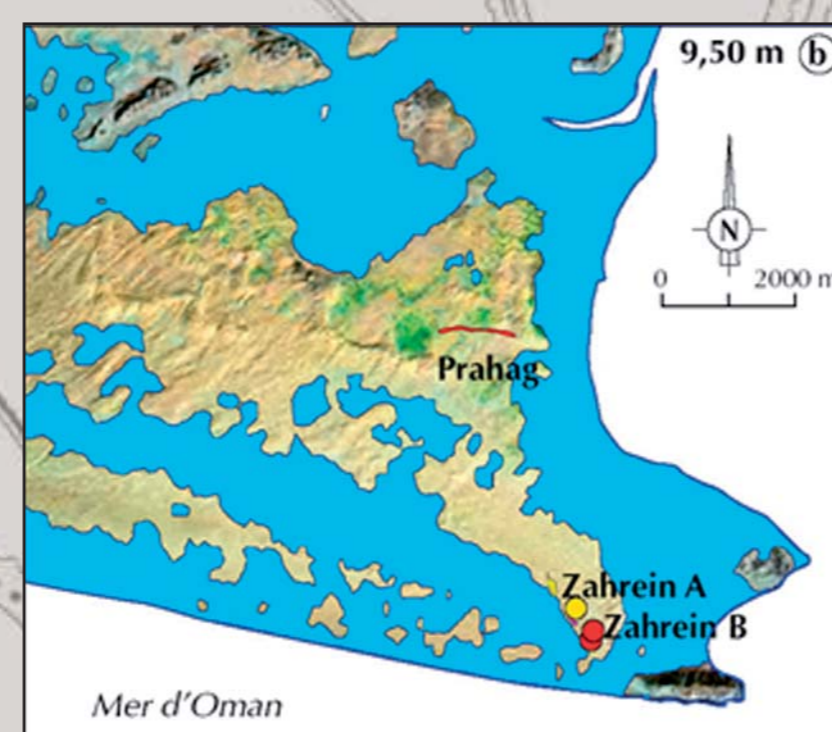 9,50 m b
N
0 2000 m
Prahag
Zahrein A
Zahrein B
Mer d'Oman